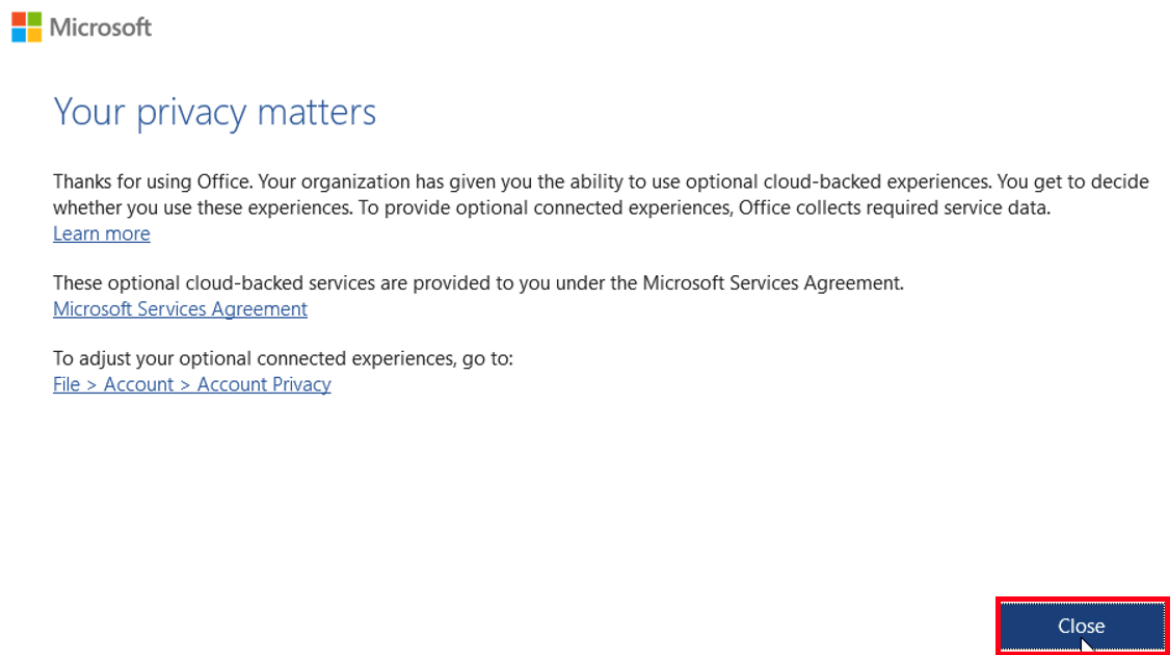 Microsoft
Your privacy matters
Thanks for using Office. Your organization has given you the ability to use optional cloud-backed experiences. You get to decide
whether you use these experiences. To provide optional connected experiences, Office collects required service data.
Learn more
These optional cloud-backed services are provided to you under the Microsoft Services Agreement.
Microsoft Services Agreement
To adjust your optional connected experiences, go to:
File > Account > Account Privacy
Close